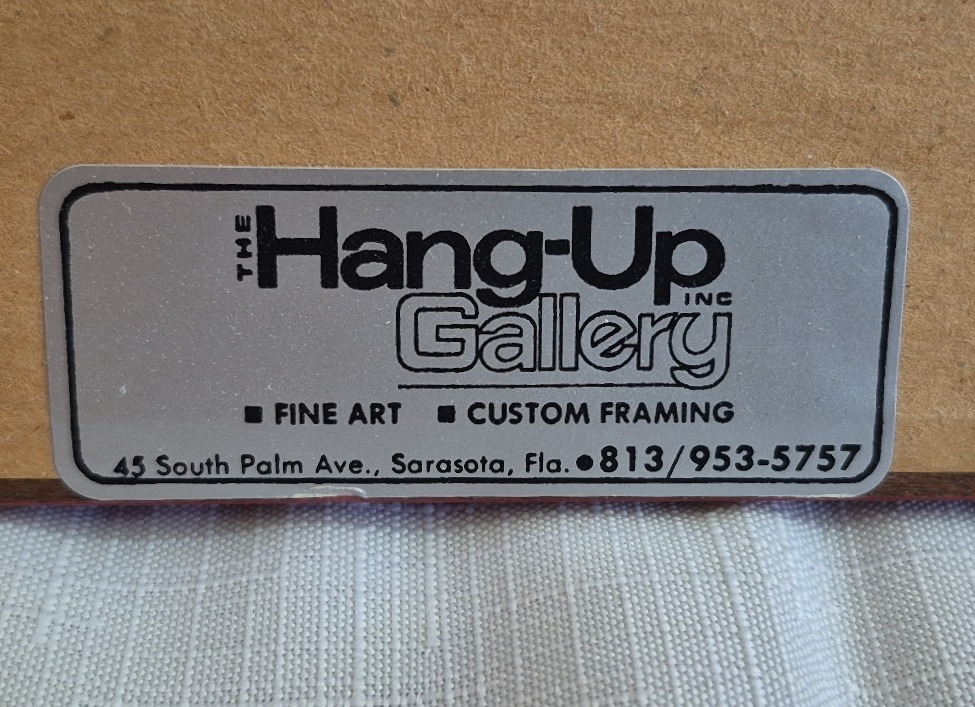 THE Hang-Up
INC
Gallery
■ FINE ART ■ CUSTOM FRAMING
45 South Palm Ave., Sarasota, Fla. ● 813/953-5757